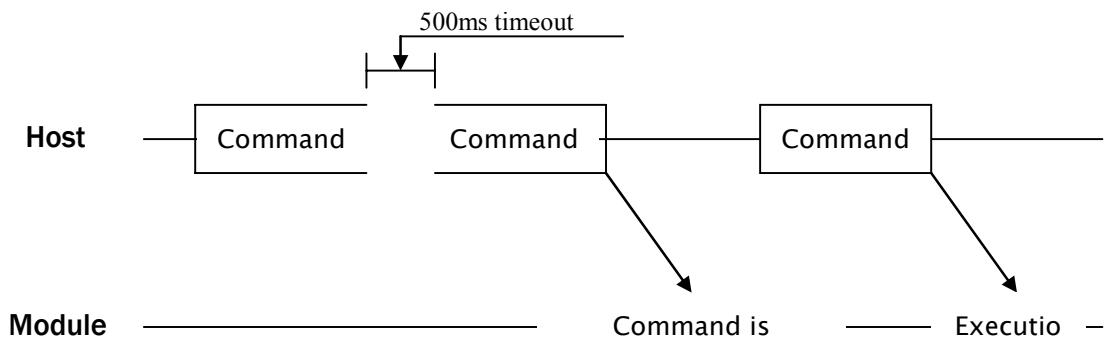 500ms timeout
Host Command Command Command
Module Command is Executio